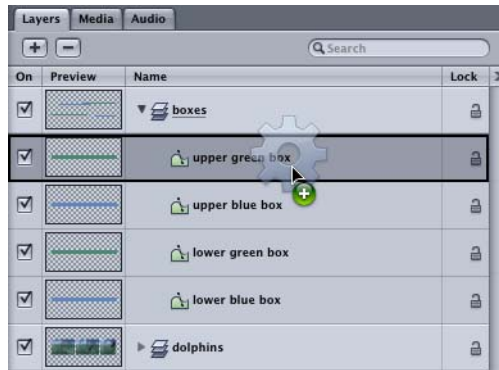 Layers Media Audio
Search
On Preview Name Lock
boxes
upper green box
upper blue box
lower green box
lower blue box
dolphins